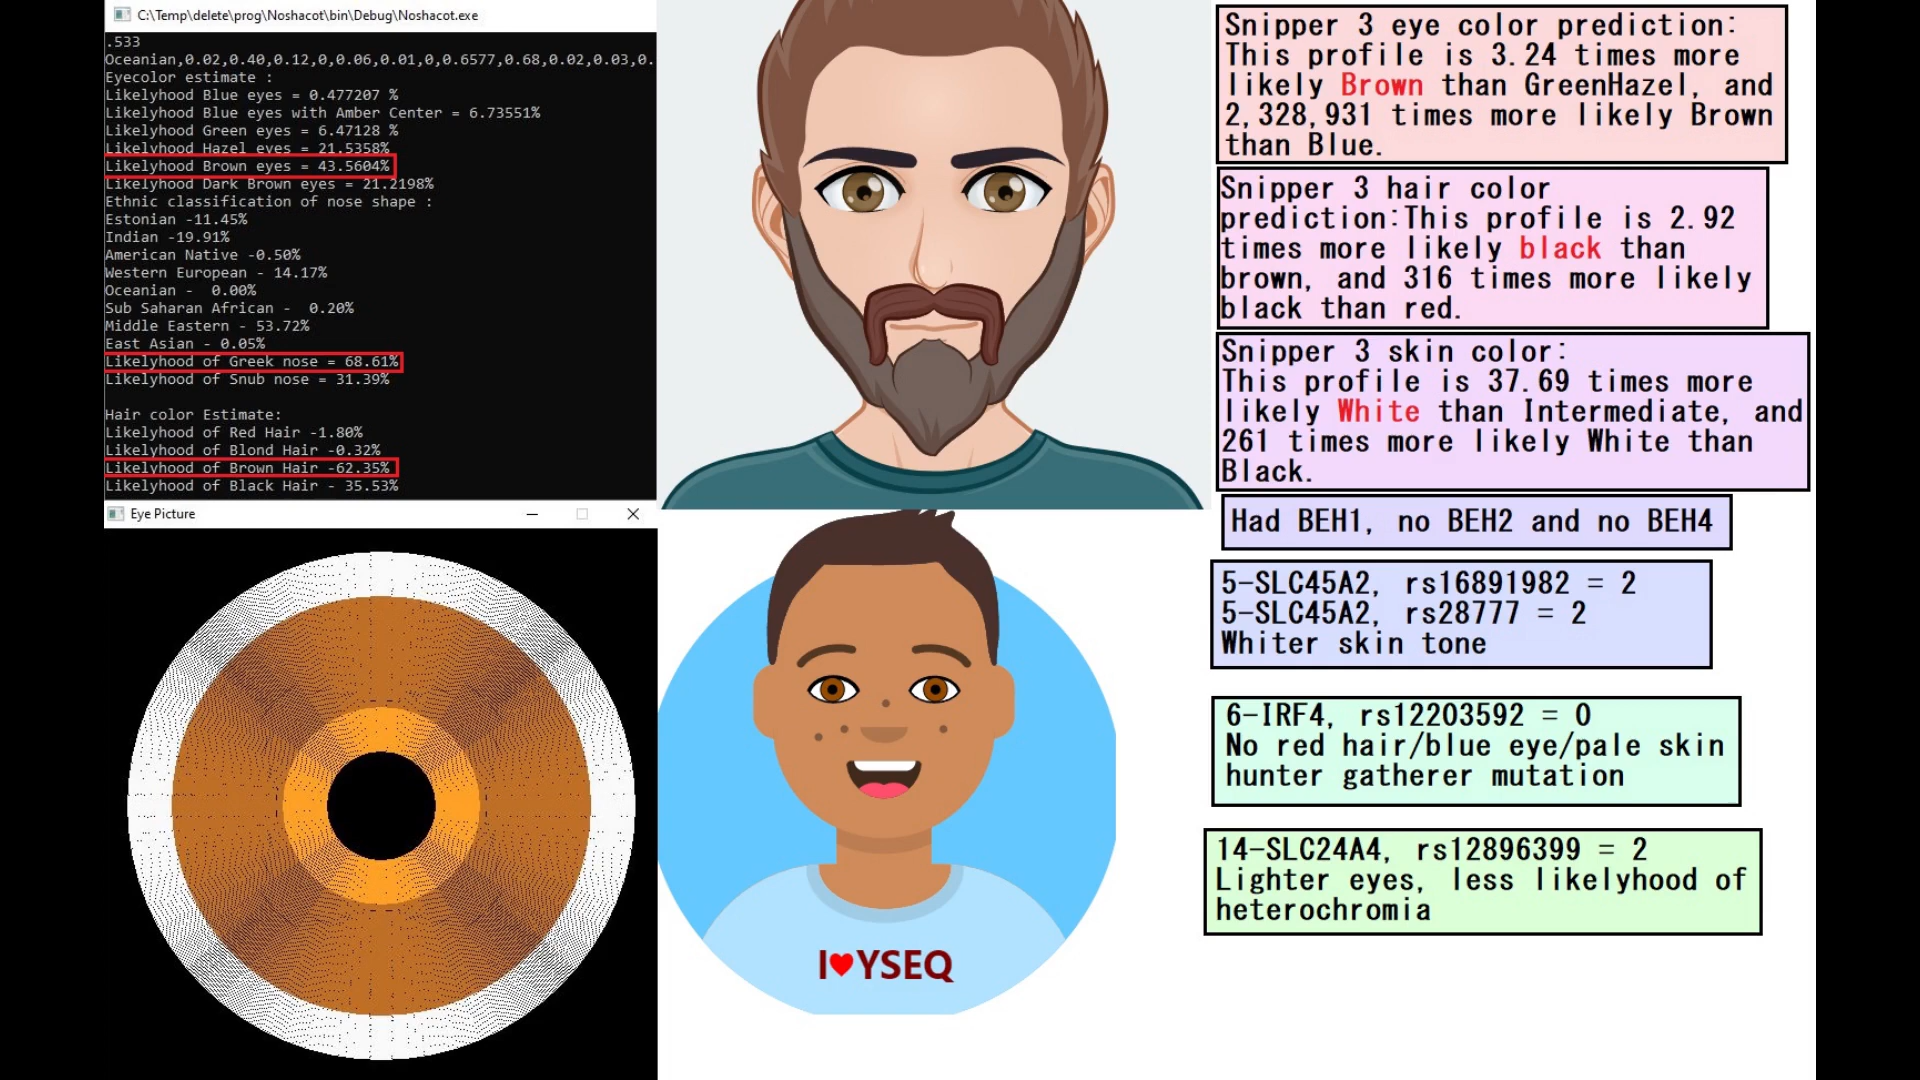 C:\Temp\delete\prog\Noshacot\bin\Debug\Noshacot.exe
.533
Oceanian,0.02,0.40,0.12,0,0.06,0.01,0,0.6577,0.68,0.02,0.03,0.
Eyecolor estimate :
Likelyhood Blue eyes = 0.477207 %
Likelyhood Blue eyes with Amber Center = 6.73551%
Likelyhood Green eyes = 6.47128 %
Likelyhood Hazel eyes = 21.5358%
Likelyhood Brown eyes = 43.5604%
Likelyhood Dark Brown eyes = 21.2198%
Ethnic classification of nose shape :
Estonian -11.45%
Indian -19.91%
American Native -0.50%
Western European - 14.17%
Oceanian -  0.00%
Sub Saharan African -  0.20%
Middle Eastern - 53.72%
East Asian - 0.05%
Likelyhood of Greek nose = 68.61%
Likelyhood of Snub nose = 31.39%
Hair color Estimate:
Likelyhood of Red Hair -1.80%
Likelyhood of Blond Hair -0.32%
Likelyhood of Brown Hair -62.35%
Likelyhood of Black Hair - 35.53%
Eye Picture
I♥YSEQ
Snipper 3 eye color prediction:
This profile is 3.24 times more
likely Brown than GreenHazel, and
2,328,931 times more likely Brown
than Blue.
Snipper 3 hair color
prediction:This profile is 2.92
times more likely black than
brown, and 316 times more likely
black than red.
Snipper 3 skin color:
This profile is 37.69 times more
likely White than Intermediate, and
261 times more likely White than
Black.
Had BEH1, no BEH2 and no BEH4
5-SLC45A2, rs16891982 = 2
5-SLC45A2, rs28777 = 2
Whiter skin tone
6-IRF4, rs12203592 = 0
No red hair/blue eye/pale skin
hunter gatherer mutation
14-SLC24A4, rs12896399 = 2
Lighter eyes, less likelyhood of
heterochromia